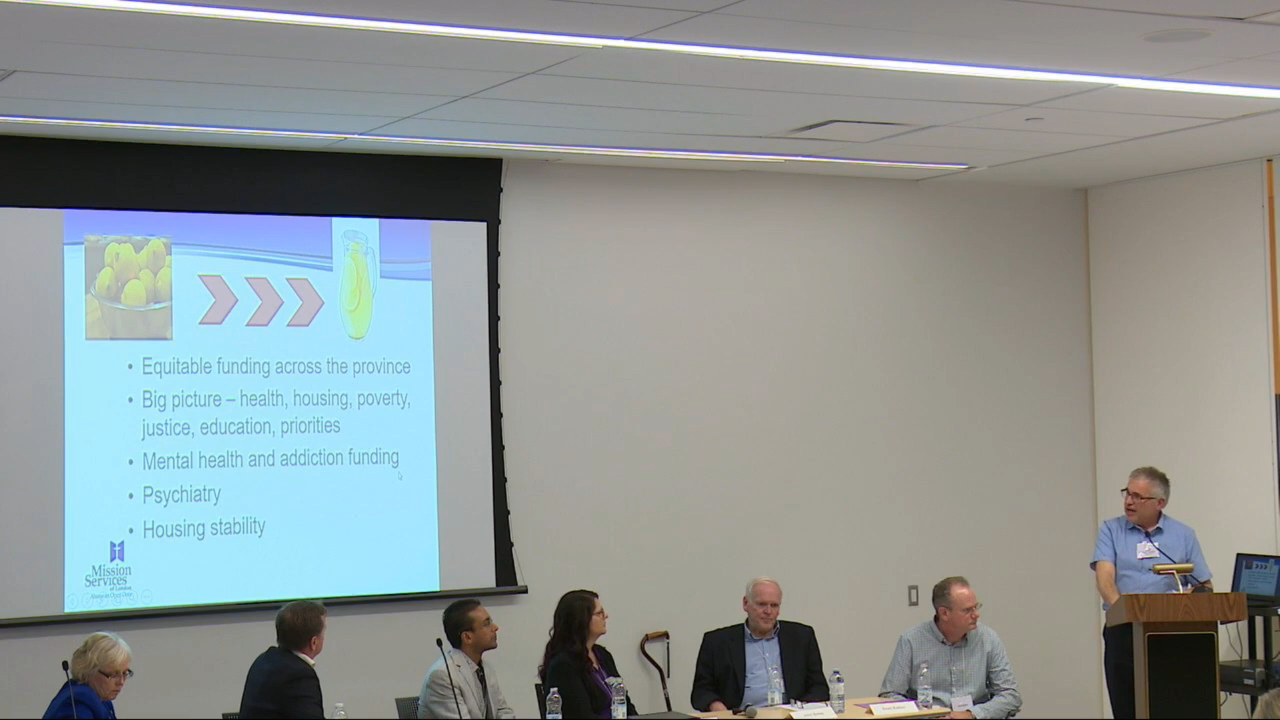 • Equitable funding across the province
• Big picture – health, housing, poverty,
justice, education, priorities
• Mental health and addiction funding
• Psychiatry
• Housing stability
Mission
Services
of London